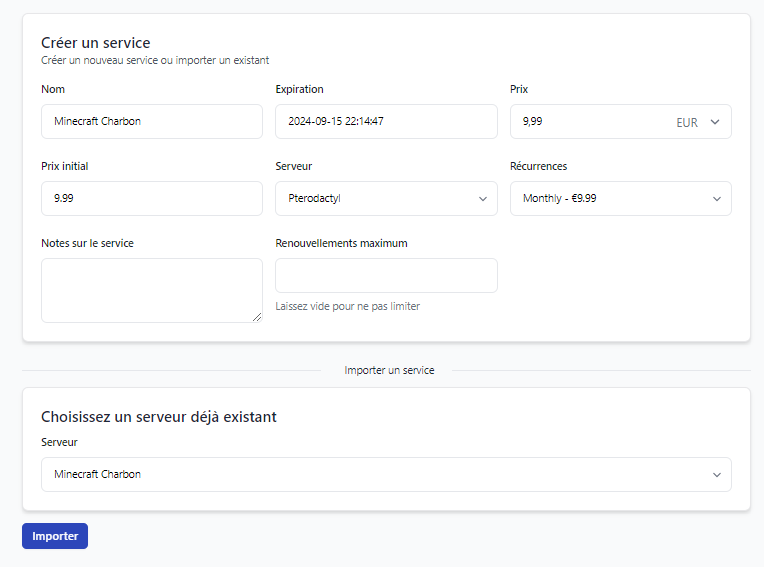 Créer un service
Créer un nouveau service ou importer un existant
Nom
Expiration
Prix
Minecraft Charbon
2024-09-15 22:14:47
9,99
EUR
Prix initial
Serveur
Récurrences
9.99
Pterodactyl
Monthly - €9.99
Notes sur le service
Renouvellements maximum
Laissez vide pour ne pas limiter
Importer un service
Choisissez un serveur déjà existant
Serveur
Minecraft Charbon
Importer